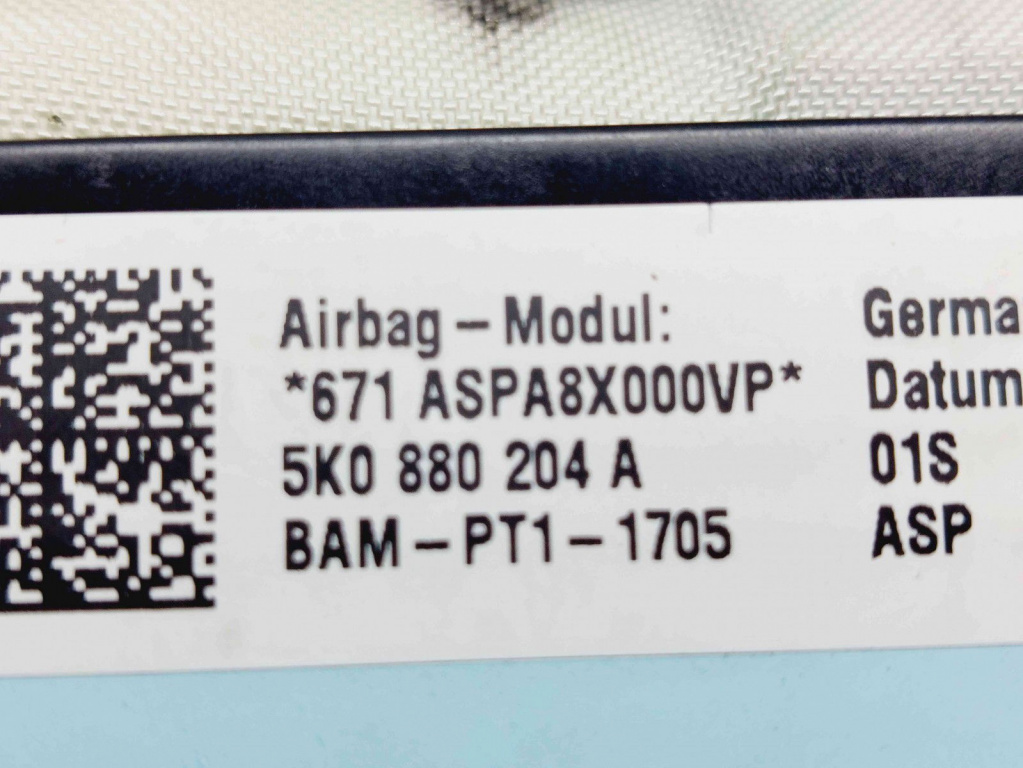 Airbag – Modul:
*671 ASPA8X000VP*
5K0 880 204 A
BAM – PT1 – 1705
Germa
Datum
01S
ASP